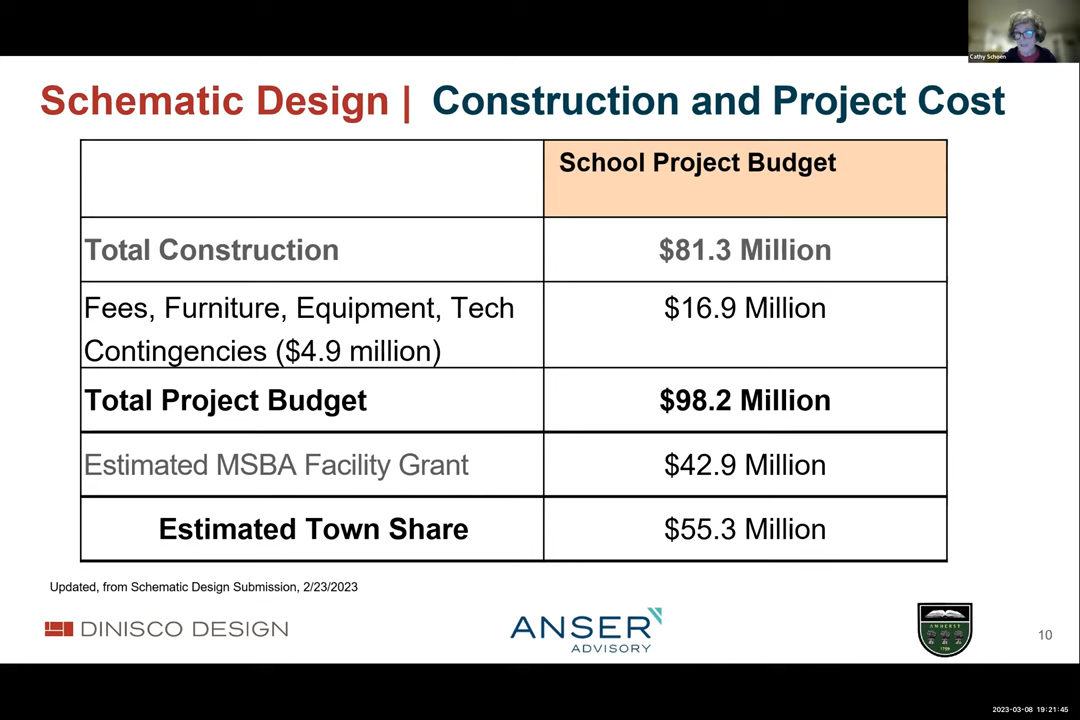 Cathy Schoen
Schematic Design | Construction and Project Cost
School Project Budget
Total Construction $81.3 Million
Fees, Furniture, Equipment, Tech $16.9 Million
Contingencies ($4.9 million)
Total Project Budget $98.2 Million
Estimated MSBA Facility Grant $42.9 Million
Estimated Town Share $55.3 Million
Updated, from Schematic Design Submission, 2/23/2023
DINISCO DESIGN
ANSER
ADVISORY
AMHERST
1759
10
2023-03-08 19:21:45